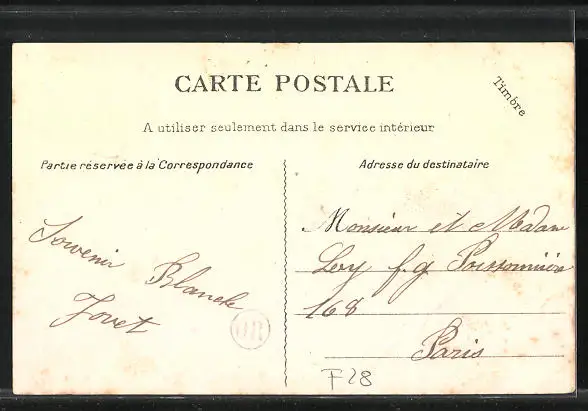 CARTE POSTALE
Timbre
A utiliser seulement dans le service intérieur
Partie réservée à la Correspondance
Adresse du destinataire
Souvenir
Blanche
Jovet
OR
Monsieur et Madame
Levy f.g Poissonnière
168
Paris
F28